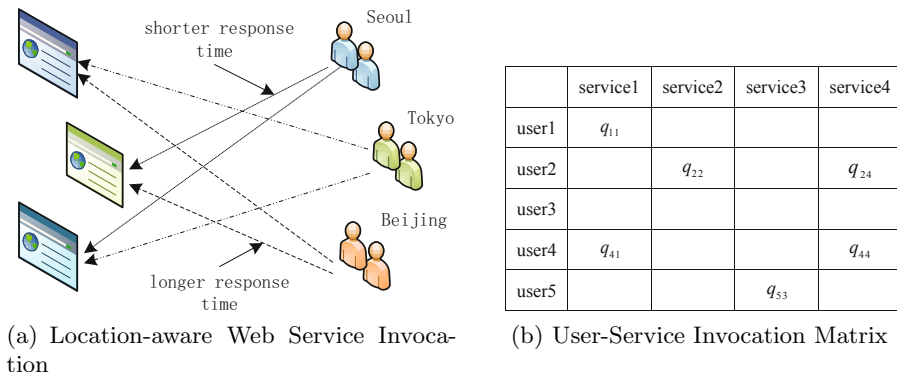 Seoul
shorter response
time
Tokyo
Beijing
longer response
time
(a) Location-aware Web Service Invoca-
tion
service1 service2 service3 service4
user1 q11
user2 q22 q24
user3
user4 q41 q44
user5 q53
(b) User-Service Invocation Matrix